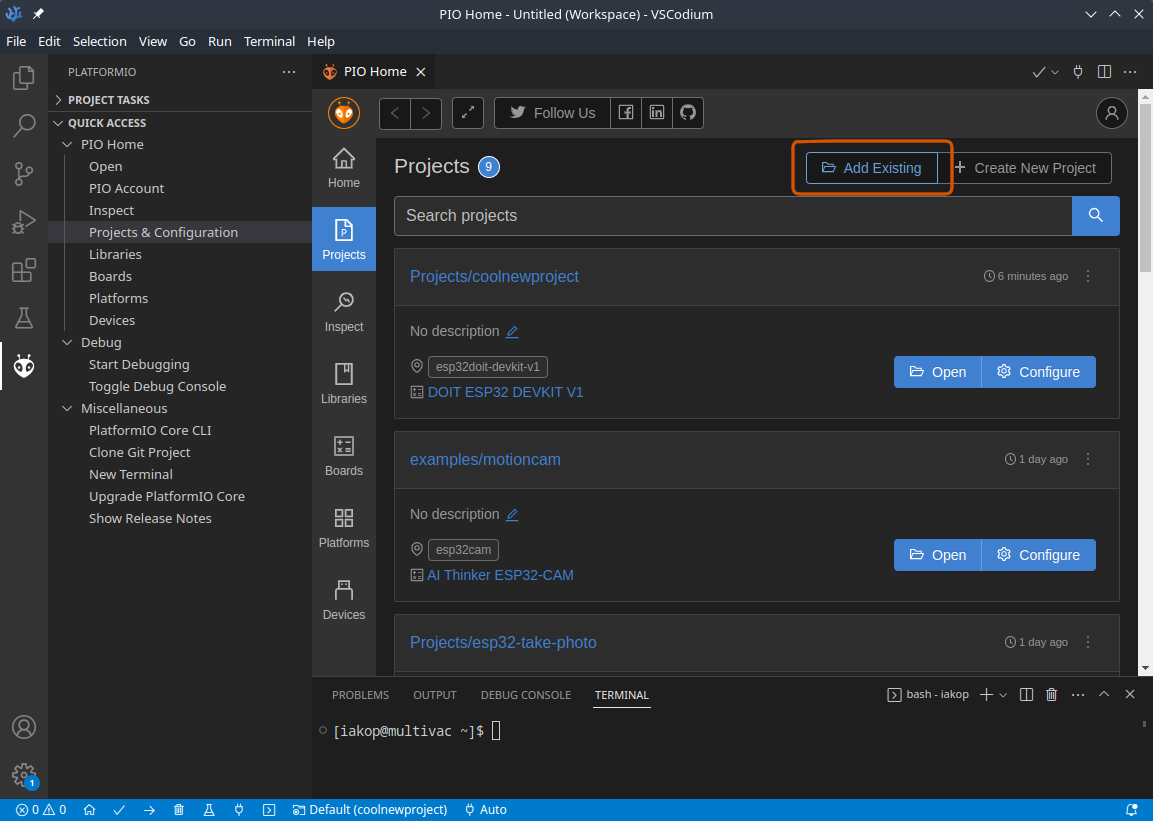 PIO Home - Untitled (Workspace) - VSCodium
File Edit Selection View Go Run Terminal Help
PLATFORMIO
PROJECT TASKS
QUICK ACCESS
PIO Home
Open
PIO Account
Inspect
Projects & Configuration
Libraries
Boards
Platforms
Devices
Debug
Start Debugging
Toggle Debug Console
Miscellaneous
PlatformIO Core CLI
Clone Git Project
New Terminal
Upgrade PlatformIO Core
Show Release Notes
1
PIO Home
Follow Us
Home
Projects
Inspect
Libraries
Boards
Platforms
Devices
Projects 9
Add Existing
Create New Project
Search projects
Projects/coolnewproject
6 minutes ago
No description
esp32doit-devkit-v1
DOIT ESP32 DEVKIT V1
Open Configure
examples/motioncam
1 day ago
No description
esp32cam
AI Thinker ESP32-CAM
Open Configure
Projects/esp32-take-photo
1 day ago
PROBLEMS OUTPUT DEBUG CONSOLE TERMINAL
bash - iakop
[iakop@multivac ~]$
0 0 Default (coolnewproject) Auto